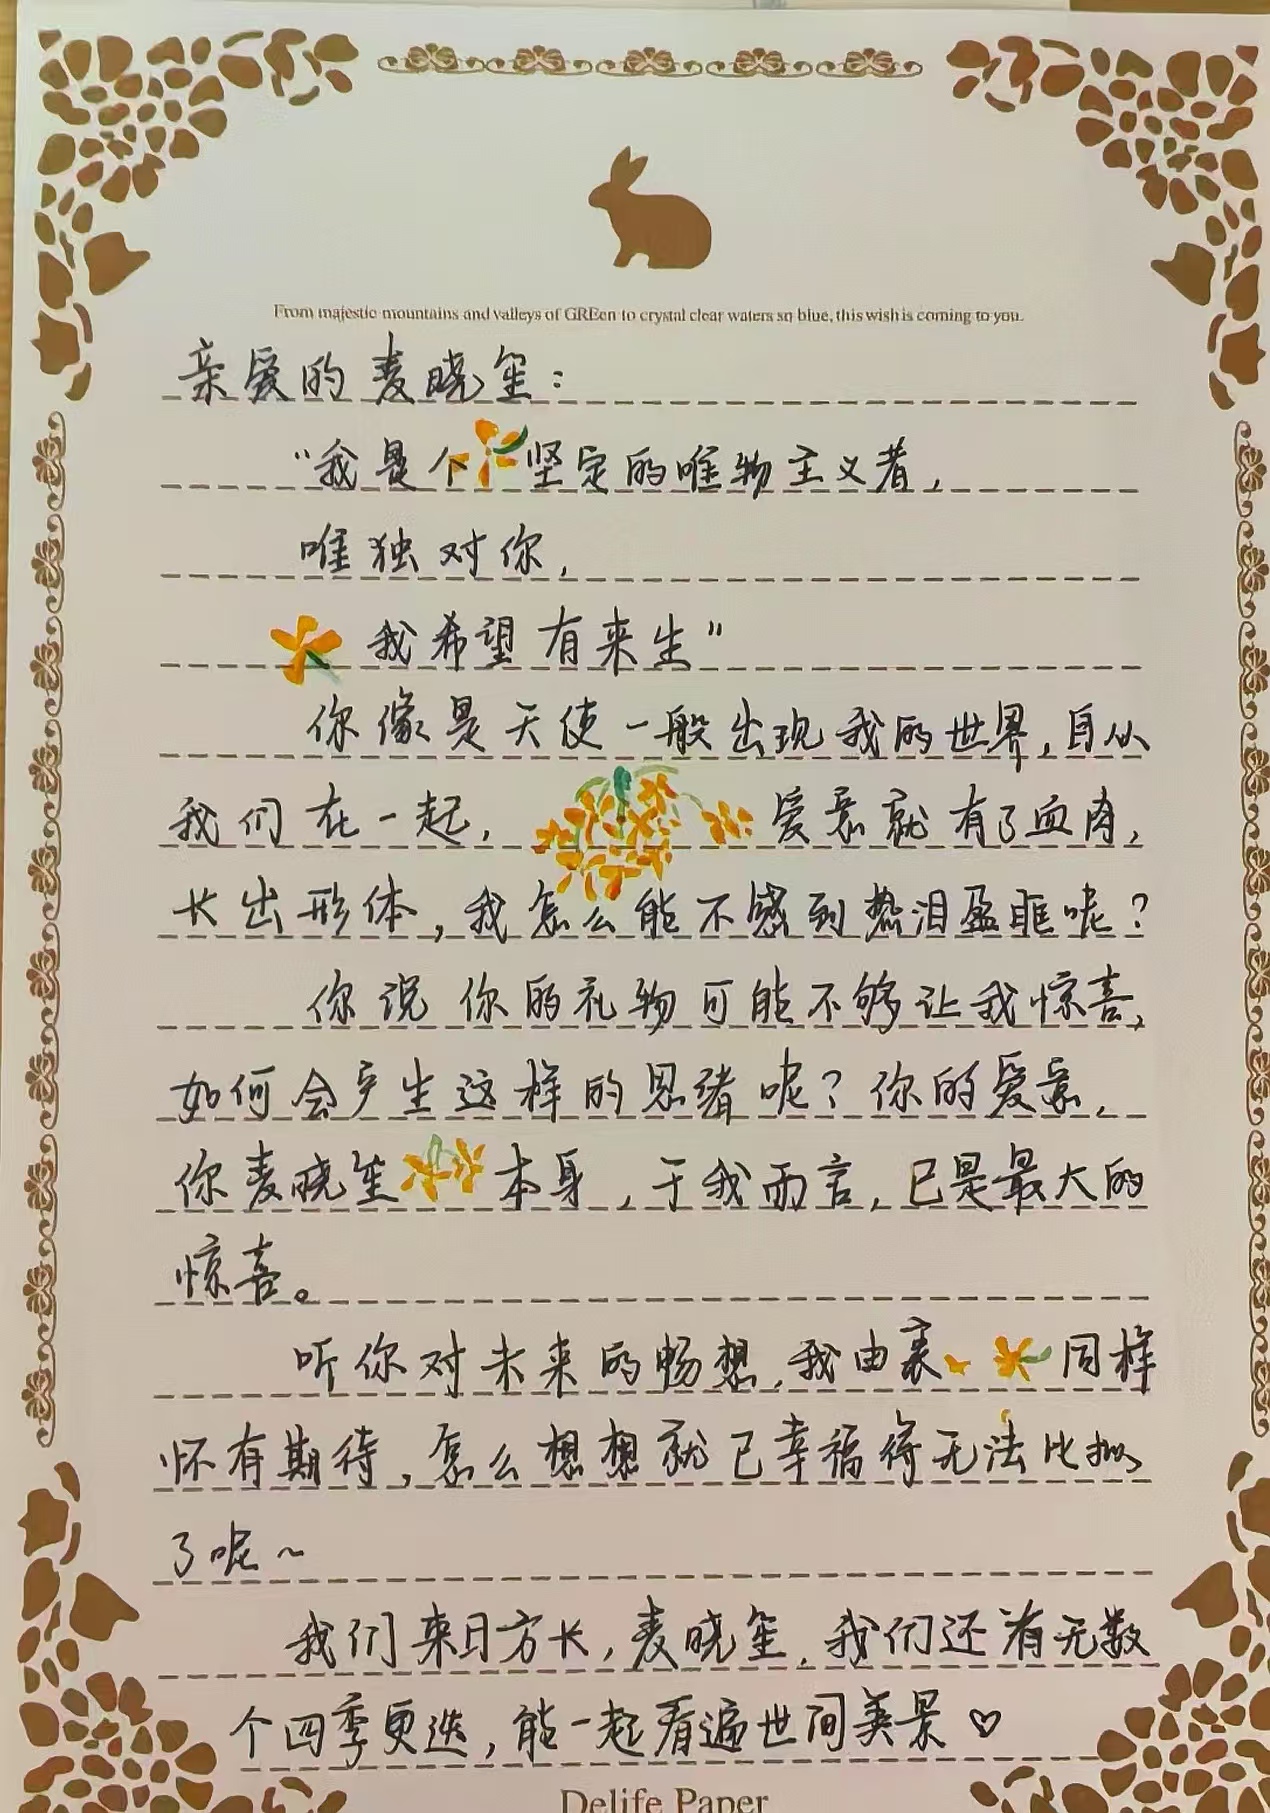 From majestic mountains and valleys of GREen to crystal clear waters so blue, this wish is coming to you.
亲爱的麦晓笙：
“我是个坚定的唯物主义者，
唯独对你，
我希望有来生”
你像是天使一般出现我的世界，自从
我们在一起，爱意就有了血肉，
长出形体，我怎么能不感到热泪盈眶呢？
你说你的礼物可能不够让我惊喜，
如何会产生这样的思绪呢？你的爱意，
你麦晓笙本身，于我而言，已是最大的
惊喜。
听你对未来的畅想，我由衷同样
怀有期待，怎么想想就已幸福得无法比拟
了呢～
我们来日方长，麦晓笙，我们还有无数
个四季更迭，能一起看遍世间美景♡
Delife Paper